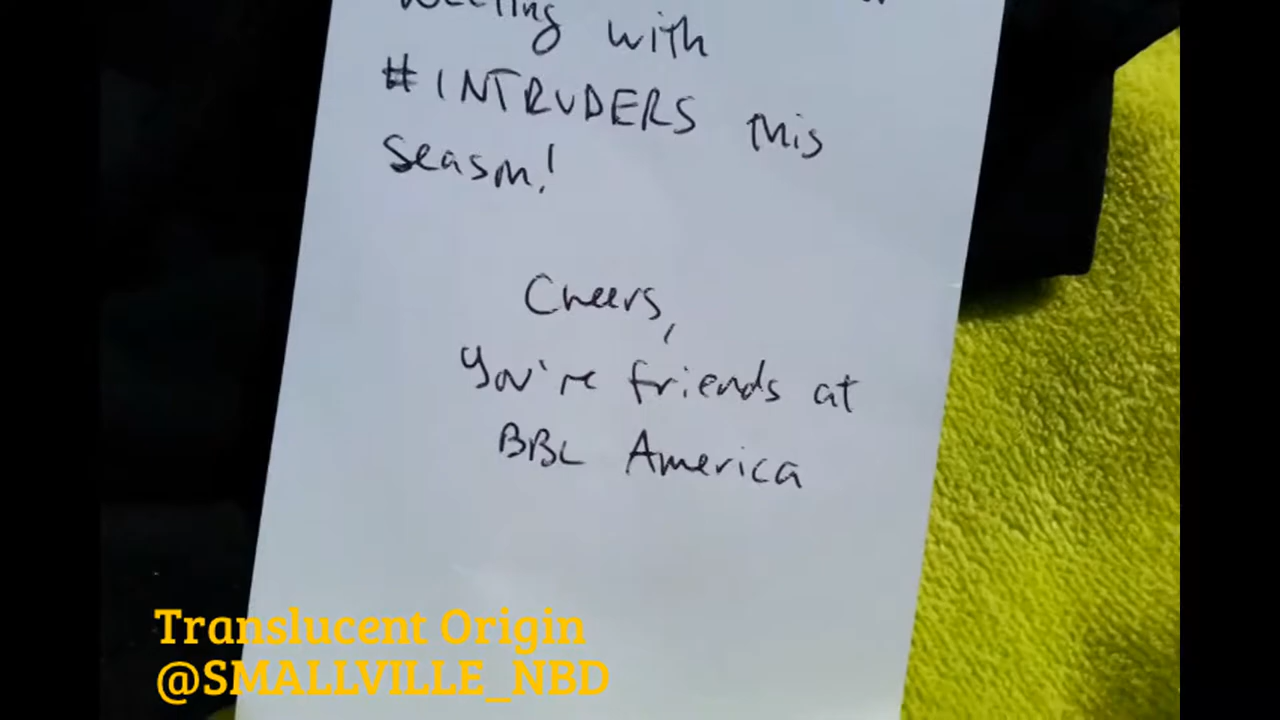 with
#INTRUDERS this
season!
Cheers,
You're friends at
BBC America
Translucent Origin
@SMALLVILLE_NBD